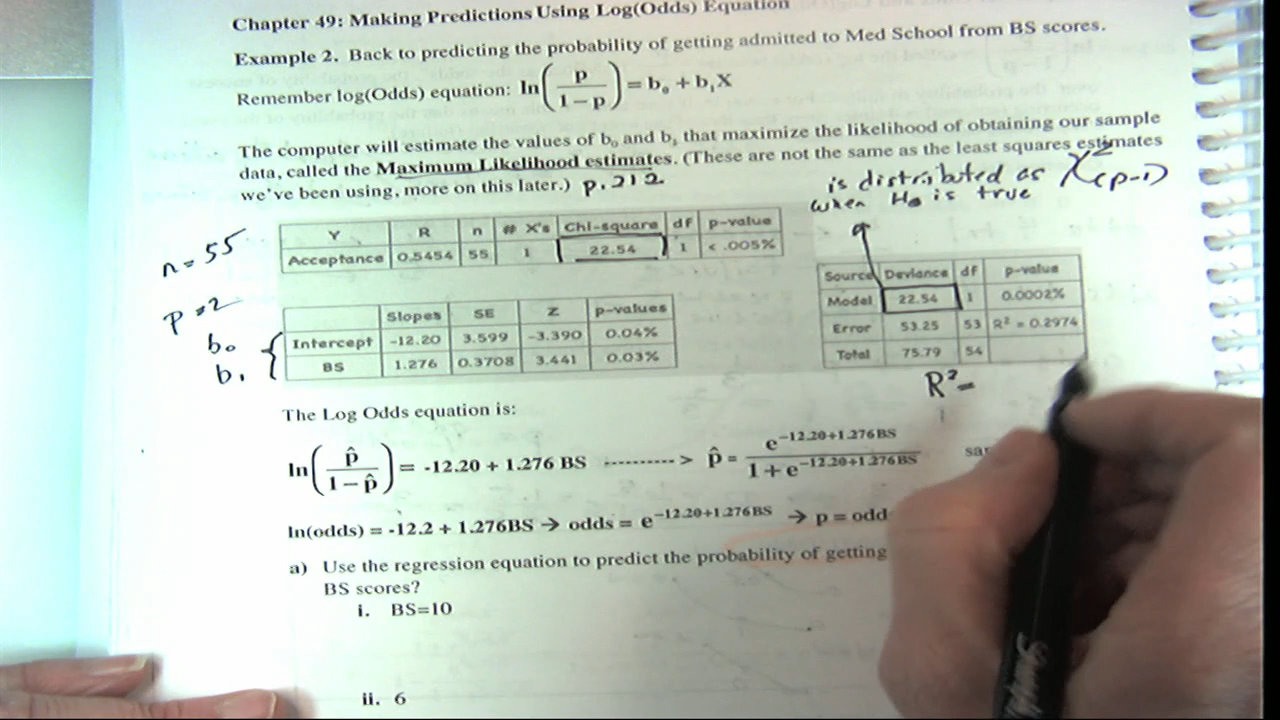 Chapter 49: Making Predictions Using Log(Odds) Equation
Example 2. Back to predicting the probability of getting admitted to Med School from BS scores.
Remember log(Odds) equation: ln(p/1−p) = b₀ + b₁X
The computer will estimate the values of b₀ and b₁ that maximize the likelihood of obtaining our sample
data, called the Maximum Likelihood estimates. (These are not the same as the least squares estimates
we've been using, more on this later.) p.212
is distributed as χ²(p-1)
when H₀ is true
n=55
p=2
Y R n # X's Chi-square df p-value
Acceptance 0.5454 55 1 22.54 1 < .005%
Source Deviance df p-value
Model 22.54 1 0.0002%
Error 53.25 53 R² = 0.2974
Total 75.79 54
R² =
b₀
b₁
Slopes SE Z p-values
Intercept -12.20 3.599 -3.390 0.04%
BS 1.276 0.3708 3.441 0.03%
The Log Odds equation is:
ln(p̂/1−p̂) = -12.20 + 1.276 BS ----------> p̂ = e^−12.20+1.276BS/1+e^−12.20+1.276BS
ln(odds) = -12.2 + 1.276BS → odds = e^−12.20+1.276BS → p = odd
a) Use the regression equation to predict the probability of getting
BS scores?
i. BS=10
ii. 6
Sharpie